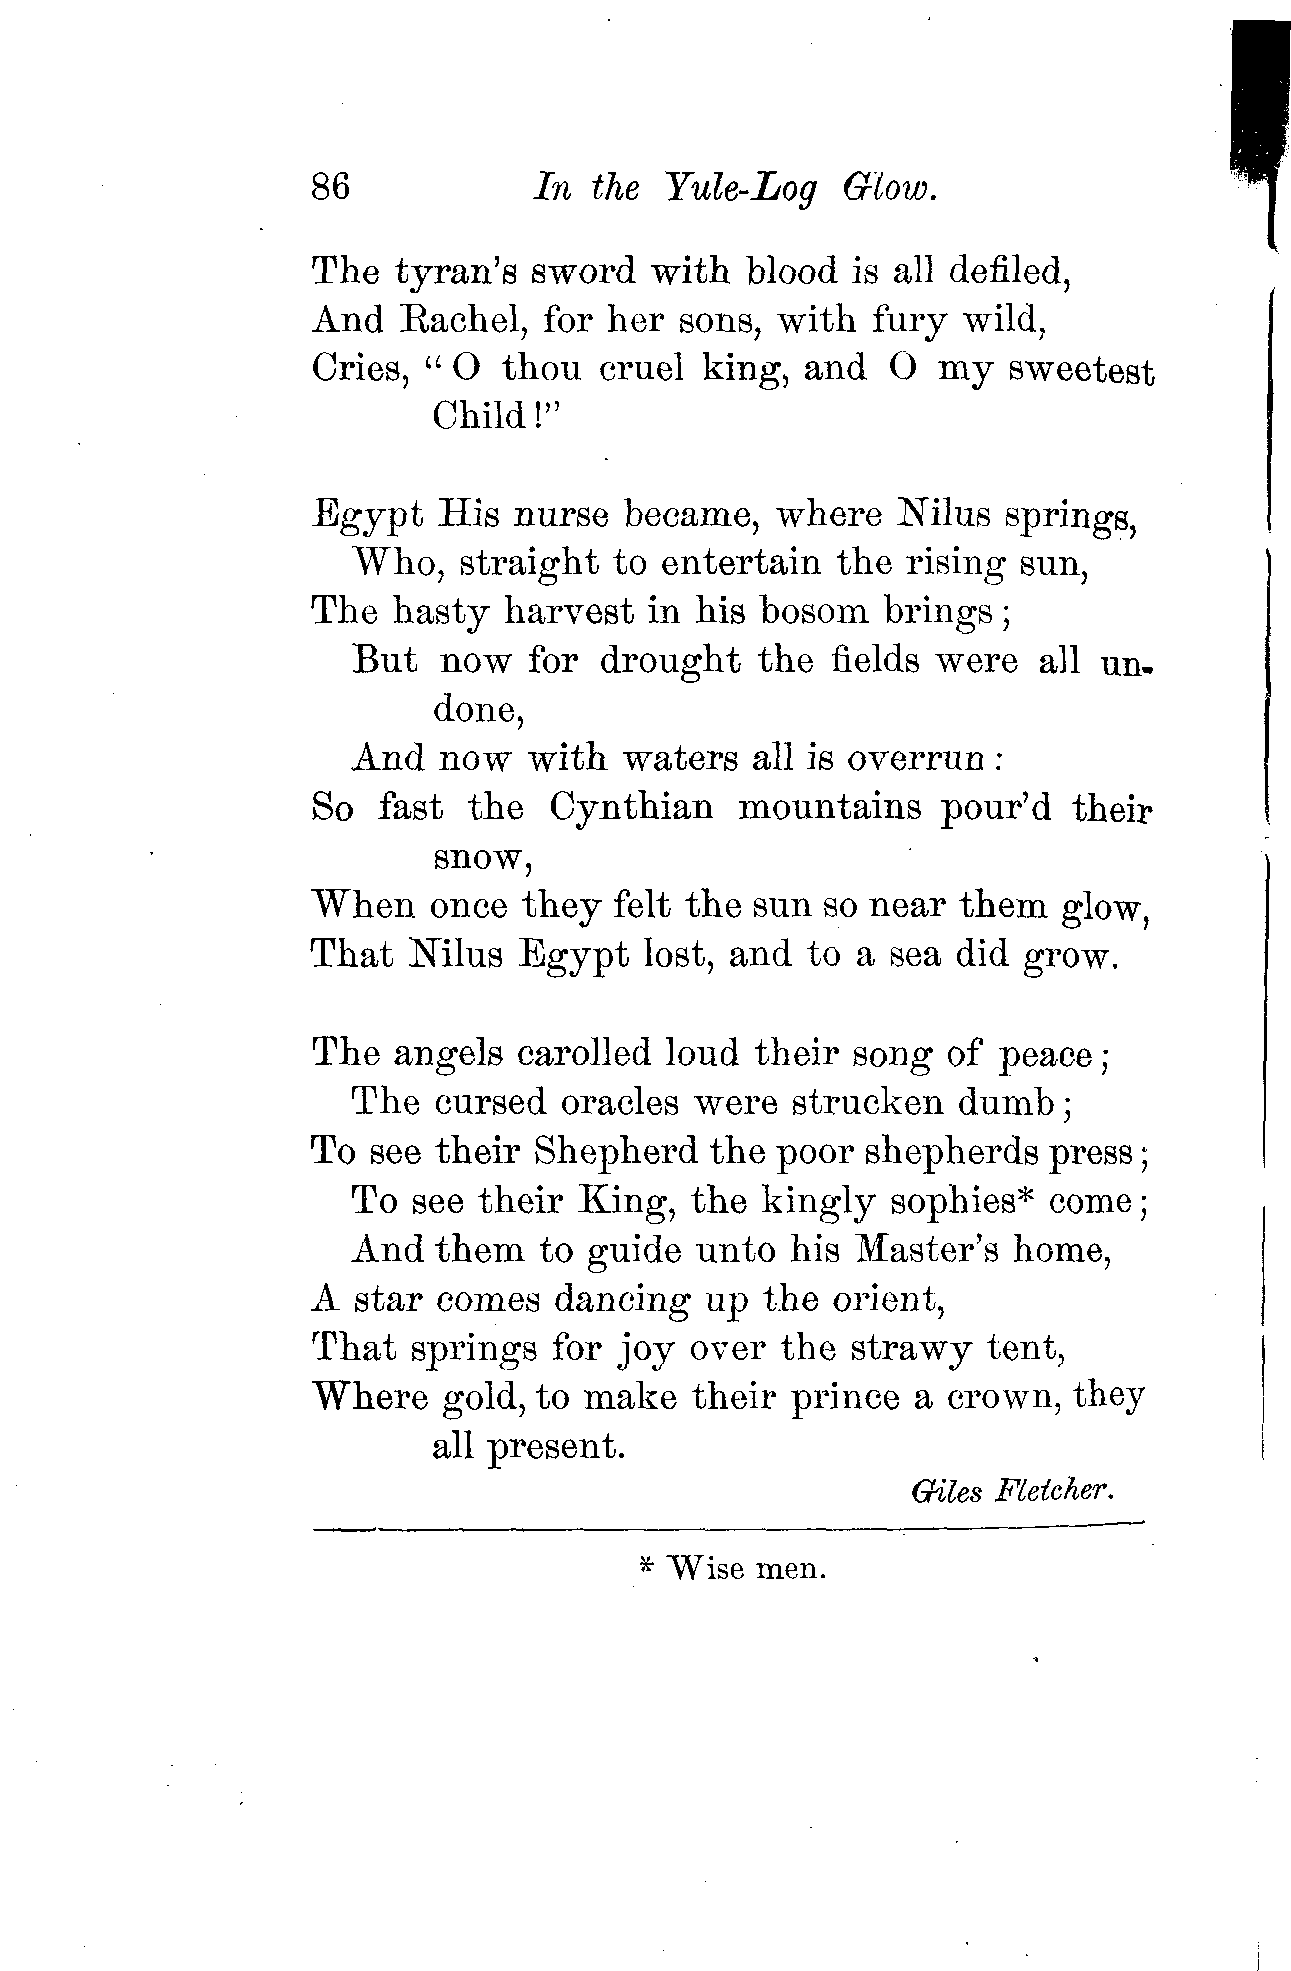 86 In the Yule-Log Glow.
The tyran's sword with blood is all defiled,
And Rachel, for her sons, with fury wild,
Cries, “ O thou cruel king, and O my sweetest
Child !”
Egypt His nurse became, where Nilus springs,
Who, straight to entertain the rising sun,
The hasty harvest in his bosom brings ;
But now for drought the fields were all un-
done,
And now with waters all is overrun :
So fast the Cynthian mountains pour'd their
snow,
When once they felt the sun so near them glow,
That Nilus Egypt lost, and to a sea did grow.
The angels carolled loud their song of peace ;
The cursed oracles were strucken dumb ;
To see their Shepherd the poor shepherds press ;
To see their King, the kingly sophies* come ;
And them to guide unto his Master's home,
A star comes dancing up the orient,
That springs for joy over the strawy tent,
Where gold, to make their prince a crown, they
all present.
Giles Fletcher.
* Wise men.